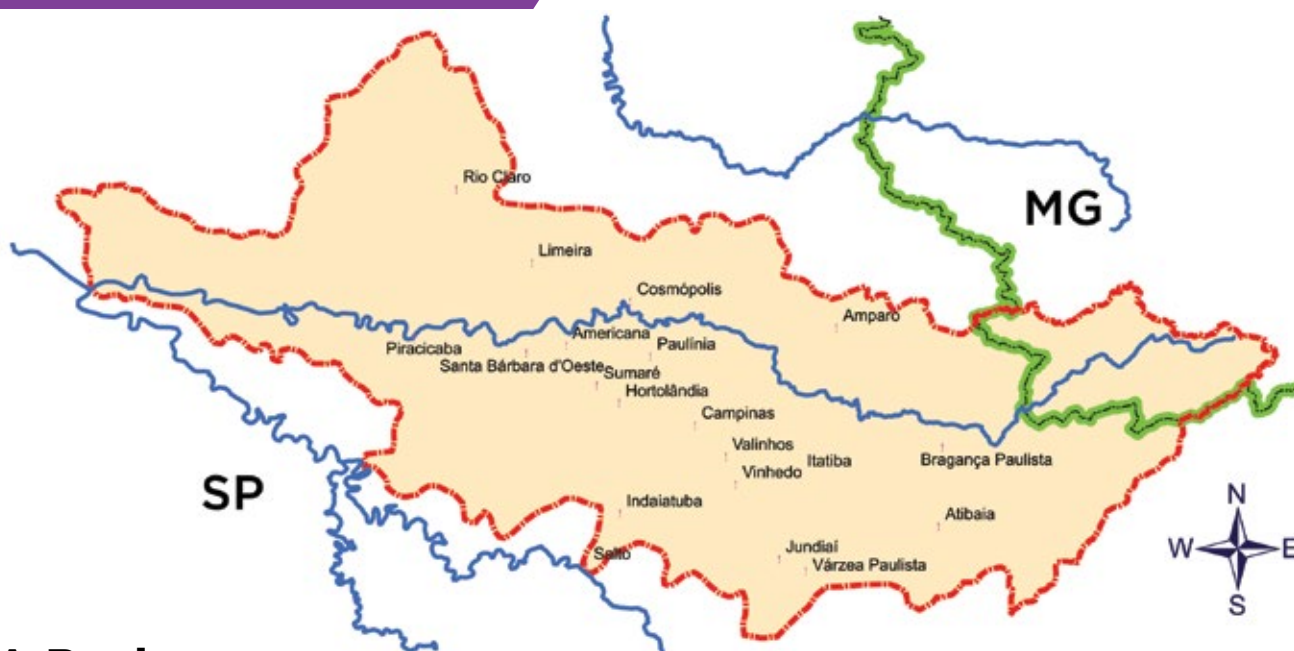 MG
Rio Claro
Limeira
Cosmópolis
Amparo
Americana
Piracicaba
Paulínia
Santa Bárbara d'Oeste
Sumaré
Hortolândia
Campinas
Valinhos
Itatiba
Bragança Paulista
Vinhedo
SP
Indaiatuba
Atibaia
N
W
E
S
Jundiaí
Salto
Várzea Paulista